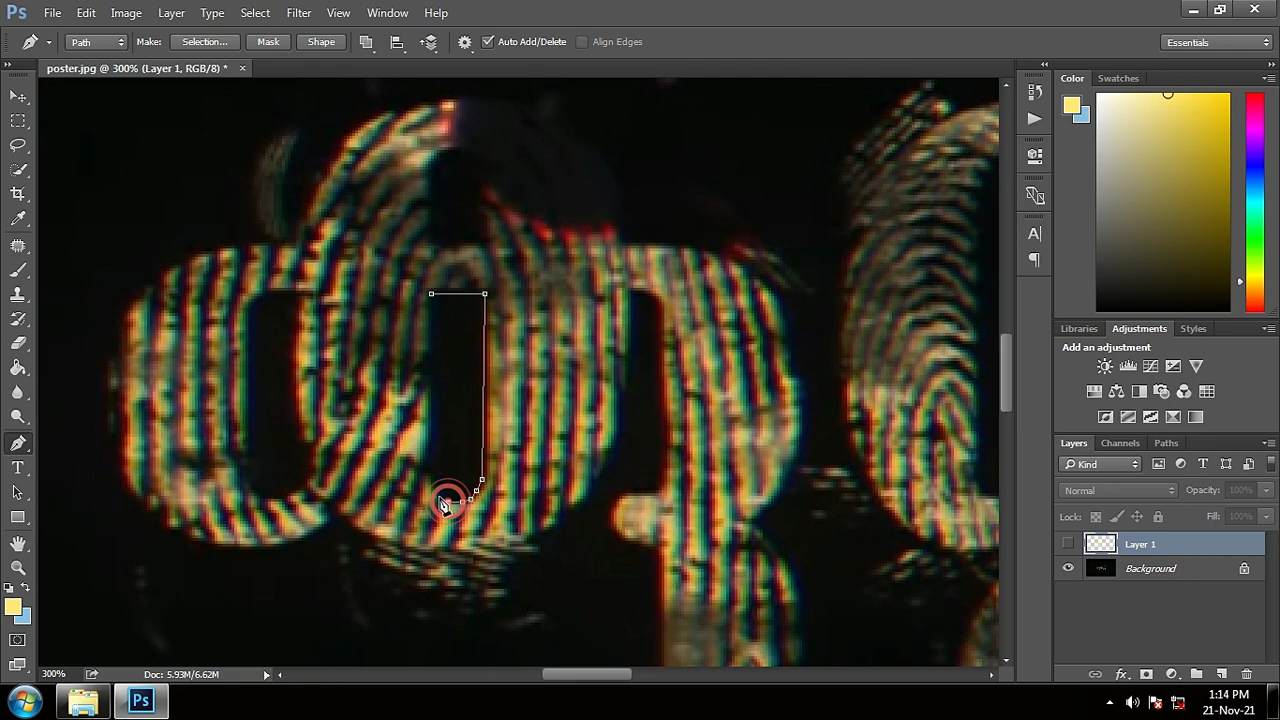 Ps File Edit Image Layer Type Select Filter View Window Help
Path Make: Selection... Mask Shape Auto Add/Delete Align Edges Essentials
poster.jpg @ 300% (Layer 1, RGB/8) *
Color Swatches
Libraries Adjustments Styles
Add an adjustment
Layers Channels Paths
Kind
Normal Opacity: 100%
Lock: Fill: 100%
Layer 1
Background
300% Doc: 5.93M/6.62M
Ps
1:14 PM
21-Nov-21